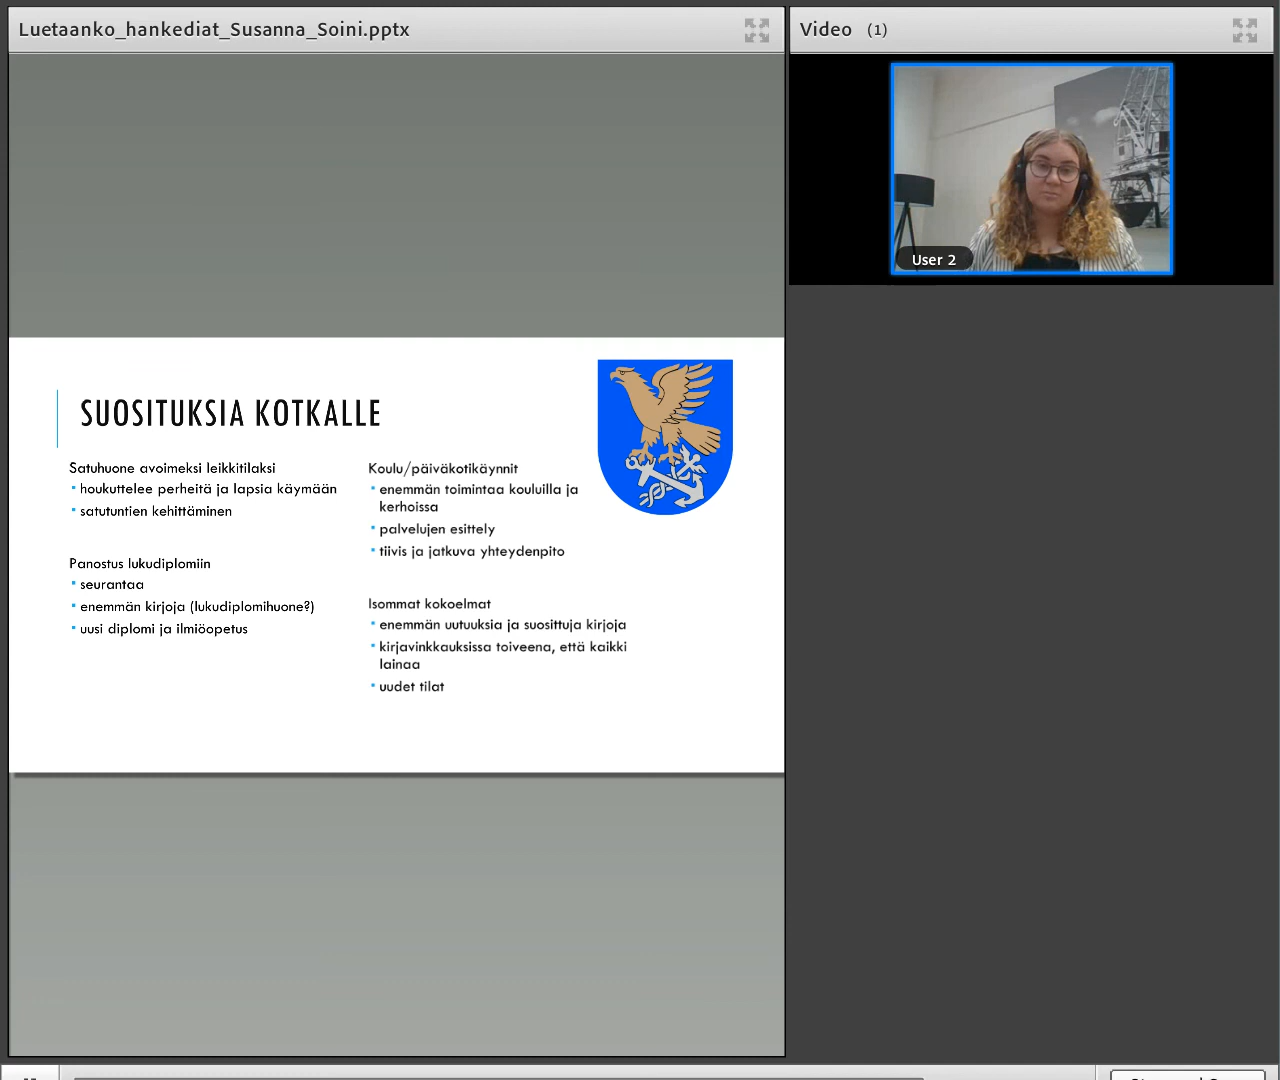 Luetaanko_hankediat_Susanna_Soini.pptx
Video (1)
User 2
SUOSITUKSIA KOTKALLE
Satuhuone avoimeksi leikkitilaksi
houkuttelee perheitä ja lapsia käymään
satutuntien kehittäminen
Panostus lukudiplomiin
seurantaa
enemmän kirjoja (lukudiplomihuone?)
uusi diplomi ja ilmiöopetus
Koulu/päiväkotikäynnit
enemmän toimintaa kouluilla ja
kerhoissa
palvelujen esittely
tiivis ja jatkuva yhteydenpito
Isommat kokoelmat
enemmän uutuuksia ja suosittuja kirjoja
kirjavinkkauksissa toiveena, että kaikki
lainaa
uudet tilat